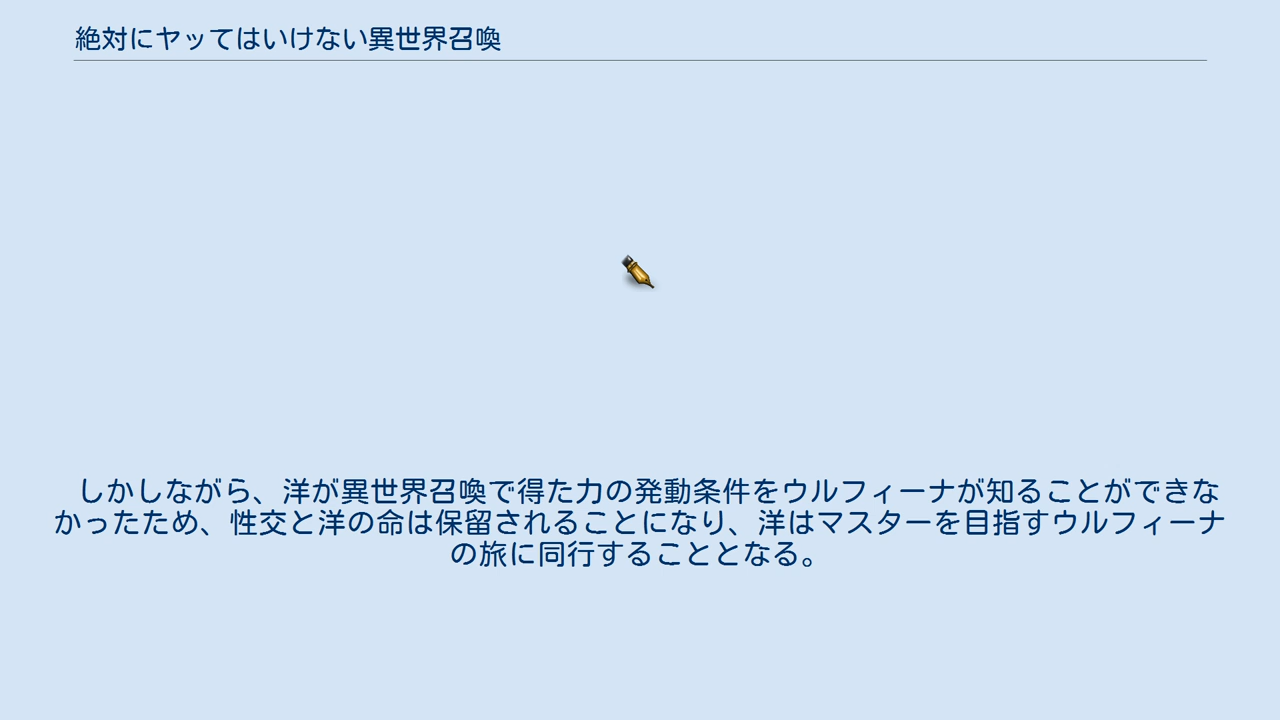 絶対にヤッてはいけない異世界召喚
しかしながら、洋が異世界召喚で得た力の発動条件をウルフィーナが知ることができな
かったため、性交と洋の命は保留されることになり、洋はマスターを目指すウルフィーナ
の旅に同行することとなる。